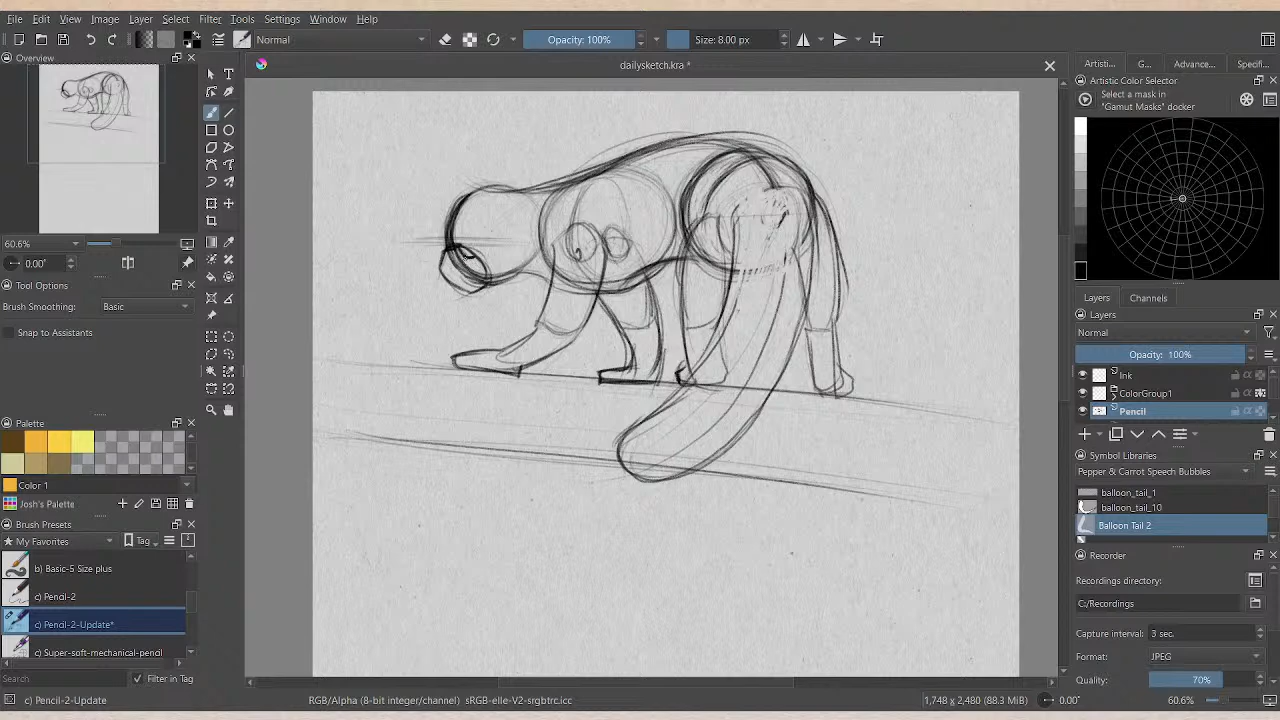 File Edit View Image Layer Select Filter Tools Settings Window Help
Normal Opacity: 100% Size: 8.00 px
Overview
dailysketch.kra *
Artisti... G... Advance... Specifi...
Artistic Color Selector
Select a mask in
"Gamut Masks" docker
60.6%
0.00°
Tool Options
Brush Smoothing: Basic
Snap to Assistants
Layers Channels
Layers
Normal
Opacity: 100%
Ink
ColorGroup1
Pencil
Palette
Color 1
Josh's Palette
Symbol Libraries
Pepper & Carrot Speech Bubbles
balloon_tail_1
balloon_tail_10
Balloon Tail 2
Brush Presets
My Favorites Tag
b) Basic-5 Size plus
c) Pencil-2
c) Pencil-2-Update*
c) Super-soft-mechanical-pencil
Search Filter in Tag
Recorder
Recordings directory:
C:/Recordings
Capture interval: 3 sec.
Format: JPEG
Quality: 70%
c) Pencil-2-Update RGB/Alpha (8-bit integer/channel) sRGB-elle-V2-srgbtrc.icc 1,748 x 2,480 (88.3 MiB) 0.00° 60.6%